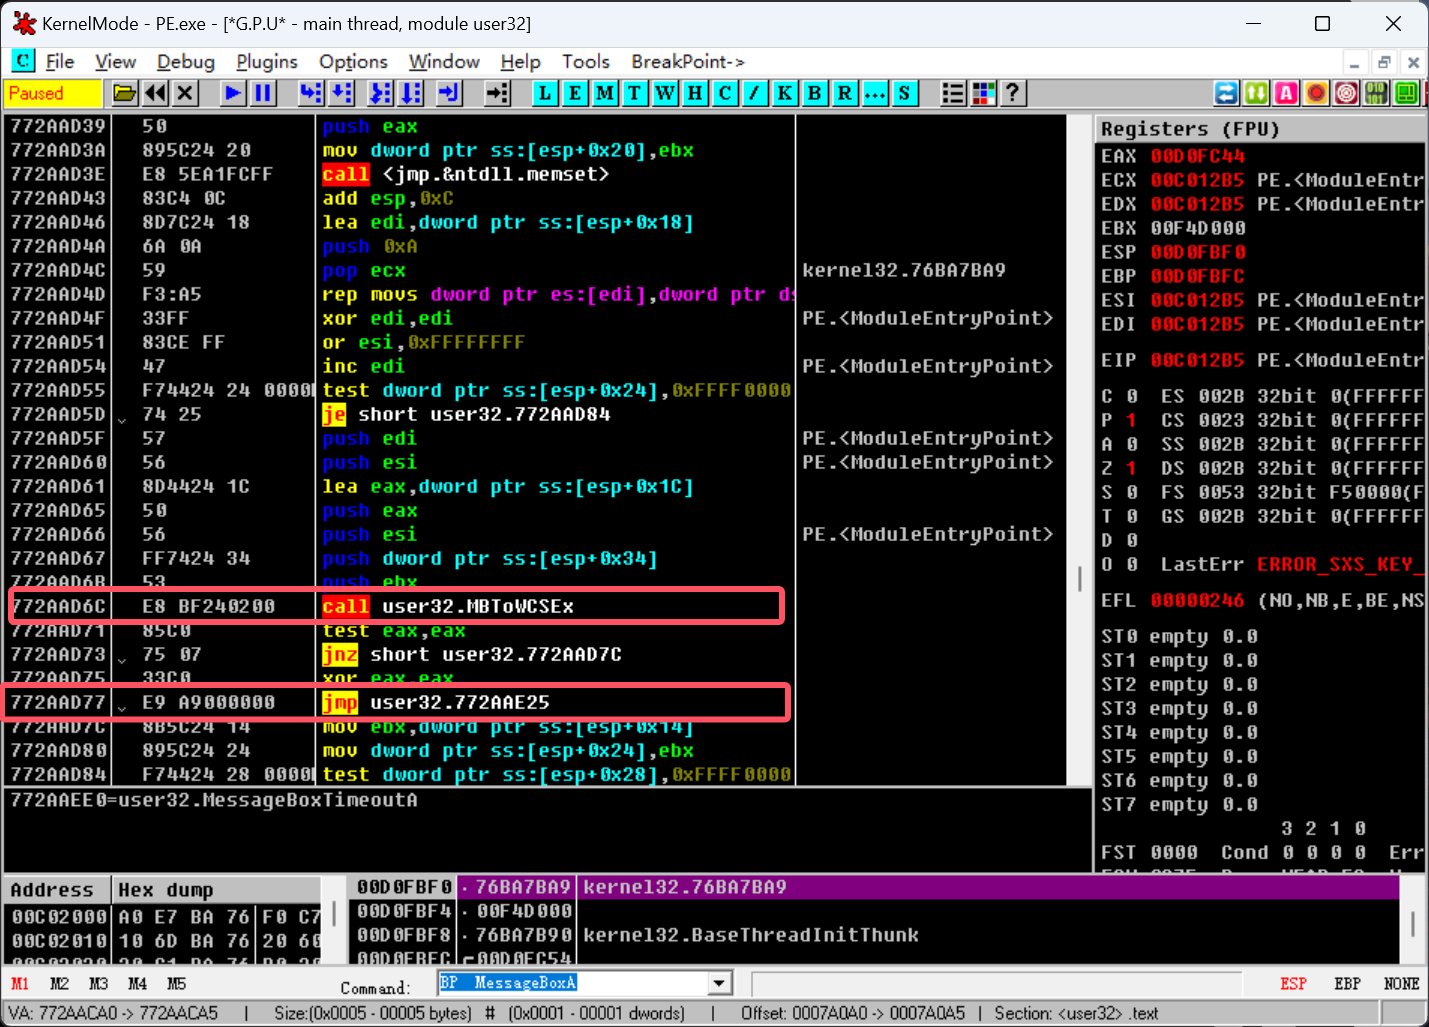 KernelMode - PE.exe - [*G.P.U* - main thread, module user32]
C File View Debug Plugins Options Window Help Tools BreakPoint->
Paused L E M T W H C / K B R ... S ?
772AAD39 50 push eax
772AAD3A 895C24 20 mov dword ptr ss:[esp+0x20],ebx
772AAD3E E8 5EA1FCFF call <jmp.&ntdll.memset>
772AAD43 83C4 0C add esp,0xC
772AAD46 8D7C24 18 lea edi,dword ptr ss:[esp+0x18]
772AAD4A 6A 0A push 0xA
772AAD4C 59 pop ecx kernel32.76BA7BA9
772AAD4D F3:A5 rep movs dword ptr es:[edi],dword ptr ds
772AAD4F 33FF xor edi,edi PE.<ModuleEntryPoint>
772AAD51 83CE FF or esi,0xFFFFFFFF
772AAD54 47 inc edi PE.<ModuleEntryPoint>
772AAD55 F74424 24 0000 test dword ptr ss:[esp+0x24],0xFFFF0000
772AAD5D 74 25 je short user32.772AAD84
772AAD5F 57 push edi PE.<ModuleEntryPoint>
772AAD60 56 push esi PE.<ModuleEntryPoint>
772AAD61 8D4424 1C lea eax,dword ptr ss:[esp+0x1C]
772AAD65 50 push eax
772AAD66 56 push esi PE.<ModuleEntryPoint>
772AAD67 FF7424 34 push dword ptr ss:[esp+0x34]
772AAD6B 53 push ebx
772AAD6C E8 BF240200 call user32.MBToWCSEx
772AAD71 85C0 test eax,eax
772AAD73 75 07 jnz short user32.772AAD7C
772AAD75 33C0 xor eax,eax
772AAD77 E9 A9000000 jmp user32.772AAE25
772AAD7C 8B5C24 14 mov ebx,dword ptr ss:[esp+0x14]
772AAD80 895C24 24 mov dword ptr ss:[esp+0x24],ebx
772AAD84 F74424 28 0000 test dword ptr ss:[esp+0x28],0xFFFF0000
772AAEE0=user32.MessageBoxTimeoutA
Registers (FPU)
EAX 00D0FC44
ECX 00C012B5 PE.<ModuleEntr
EDX 00C012B5 PE.<ModuleEntr
EBX 00F4D000
ESP 00D0FBF0
EBP 00D0FBFC
ESI 00C012B5 PE.<ModuleEntr
EDI 00C012B5 PE.<ModuleEntr
EIP 00C012B5 PE.<ModuleEntr
C 0 ES 002B 32bit 0(FFFFFF
P 1 CS 0023 32bit 0(FFFFFF
A 0 SS 002B 32bit 0(FFFFFF
Z 1 DS 002B 32bit 0(FFFFFF
S 0 FS 0053 32bit F50000(F
T 0 GS 002B 32bit 0(FFFFFF
D 0
O 0 LastErr ERROR_SXS_KEY_
EFL 00000246 (NO,NB,E,BE,NS
ST0 empty 0.0
ST1 empty 0.0
ST2 empty 0.0
ST3 empty 0.0
ST4 empty 0.0
ST5 empty 0.0
ST6 empty 0.0
ST7 empty 0.0
3 2 1 0
FST 0000 Cond 0 0 0 0 Err
Address Hex dump
00C02000 A0 E7 BA 76 F0 C7
00C02010 10 6D BA 76 20 60
00D0FBF0 76BA7BA9 kernel32.76BA7BA9
00D0FBF4 00F4D000
00D0FBF8 76BA7B90 kernel32.BaseThreadInitThunk
00D0FBFC 00D0FC54
M1 M2 M3 M4 M5 Command: BP MessageBoxA ESP EBP NONE
VA: 772AACA0 -> 772AACA5 | Size:(0x0005 - 00005 bytes) # (0x0001 - 00001 dwords) | Offset: 0007A0A0 -> 0007A0A5 | Section: <user32> .text